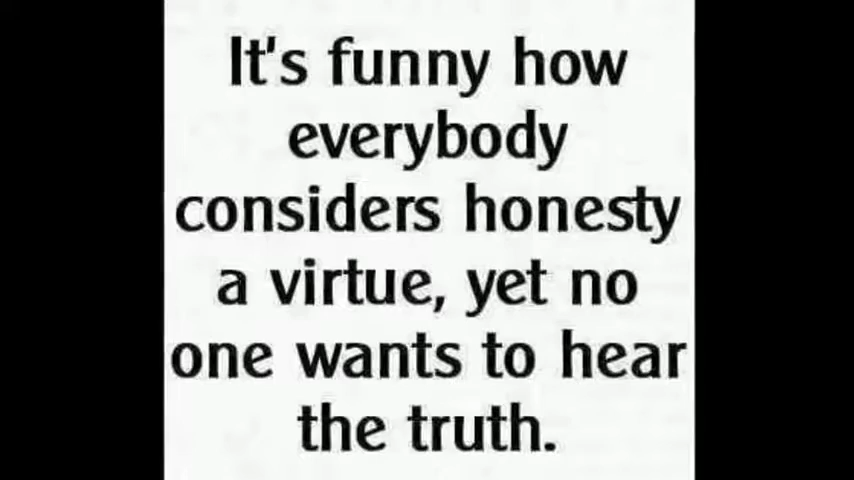 It's funny how
everybody
considers honesty
a virtue, yet no
one wants to hear
the truth.